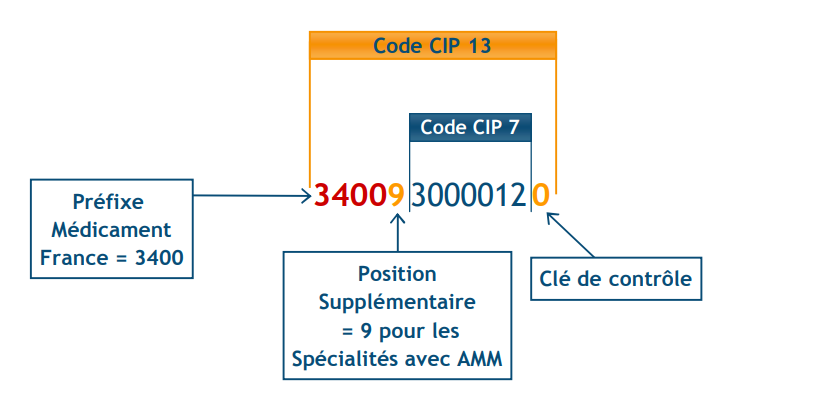 Code CIP 13
Code CIP 7
3400930000120
Préfixe
Médicament
France = 3400
Position
Supplémentaire
= 9 pour les
Spécialités avec AMM
Clé de contrôle